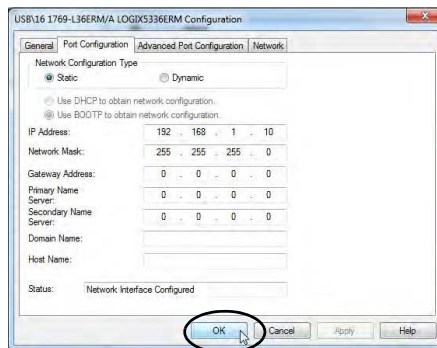 USB\16 1769-L36ERM/A LOGIX5336ERM Configuration
General Port Configuration Advanced Port Configuration Network
Network Configuration Type
Static Dynamic
Use DHCP to obtain network configuration.
Use BOOTP to obtain network configuration.
IP Address: 192 . 168 . 1 . 10
Network Mask: 255 . 255 . 255 . 0
Gateway Address: 0 . 0 . 0 . 0
Primary Name
Server: 0 . 0 . 0 . 0
Secondary Name
Server: 0 . 0 . 0 . 0
Domain Name:
Host Name:
Status: Network Interface Configured
OK Cancel Apply Help